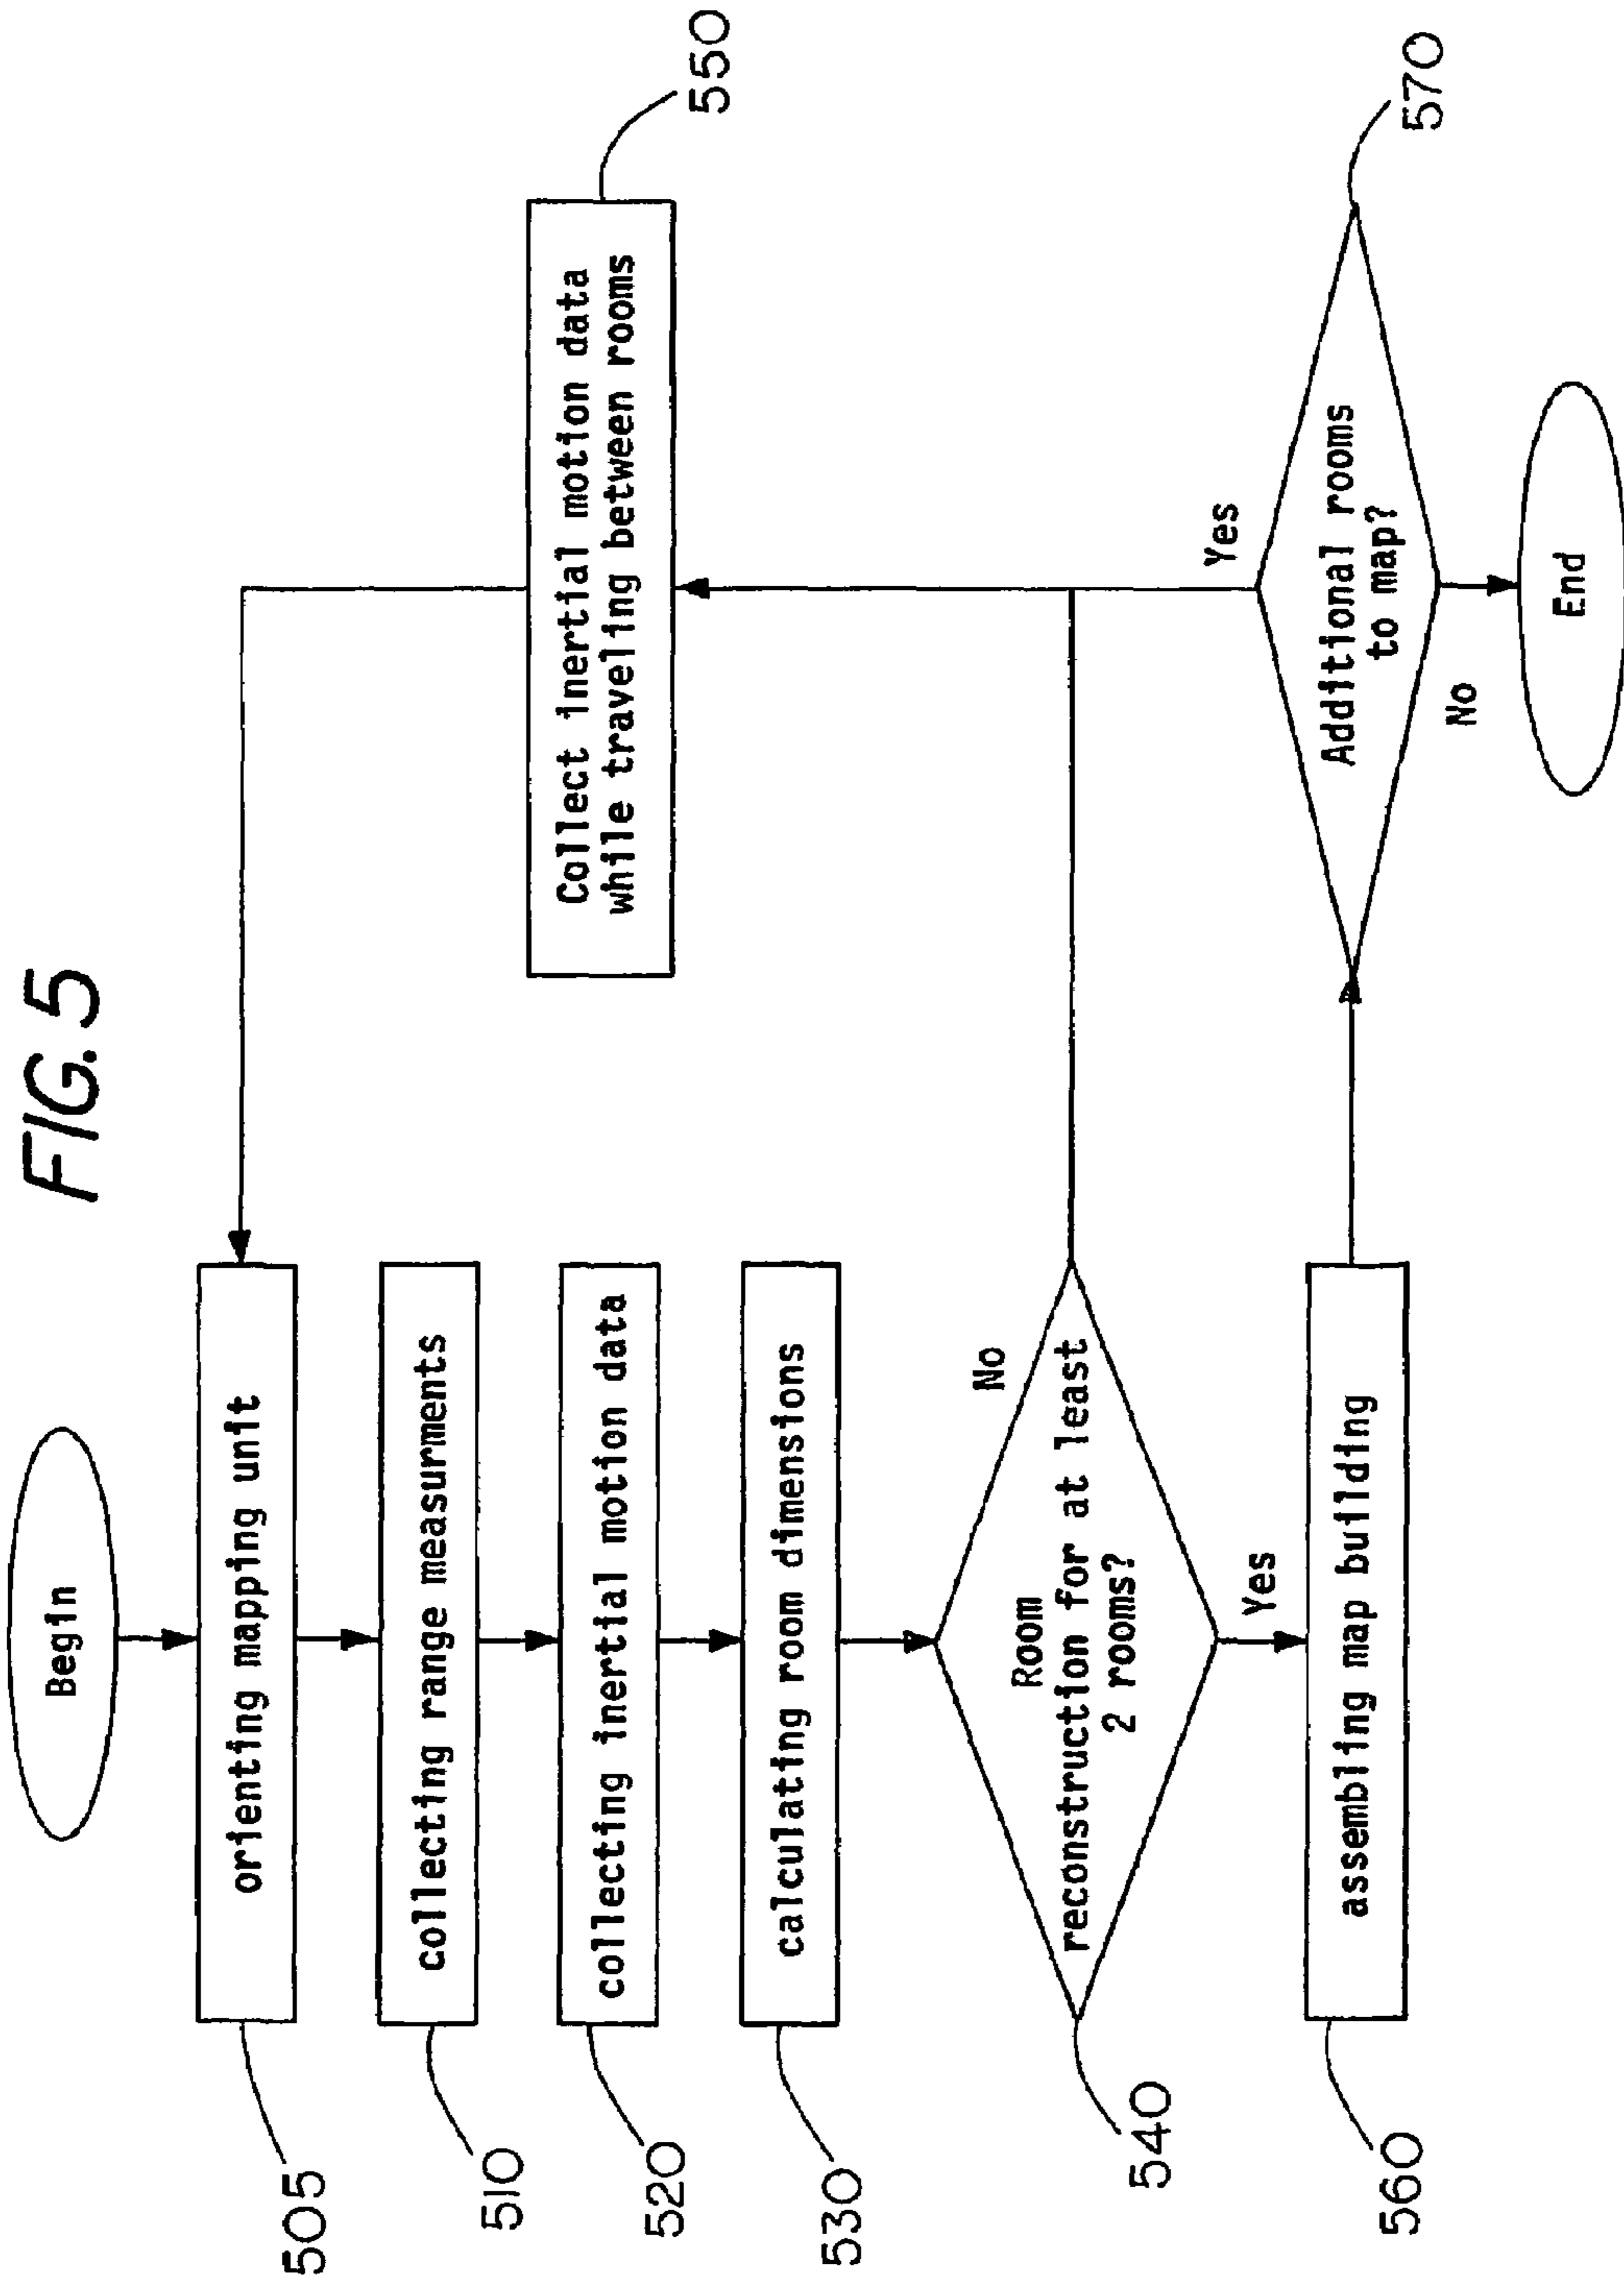 FIG. 5
Begin
orienting mapping unit
505
collecting range measurments
510
collecting inertial motion data
520
calculating room dimensions
530
Room
reconstruction for at least
2 rooms?
540
No
Yes
Collect inertial motion data
while traveling between rooms
550
assembling map building
560
Additional rooms
to map?
570
Yes
No
End